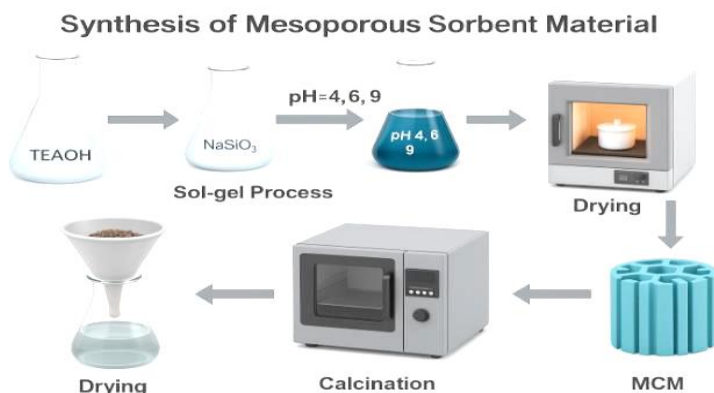 Synthesis of Mesoporous Sorbent Material
TEAOH
NaSiO₃
pH=4, 6, 9
pH 4, 6
9
Sol-gel Process
Drying
Drying
Calcination
MCM